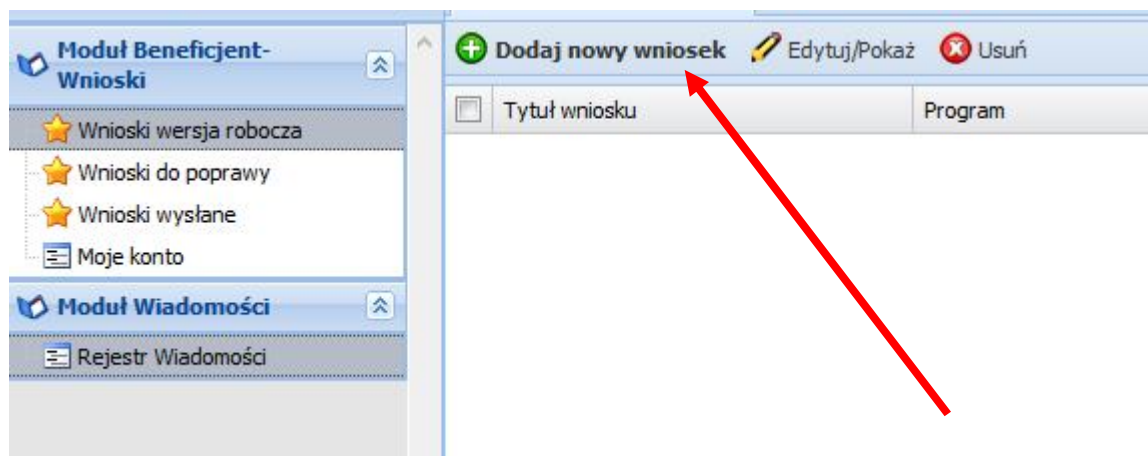 Moduł Beneficjent-
Wnioski
Wnioski wersja robocza
Wnioski do poprawy
Wnioski wysłane
Moje konto
Moduł Wiadomości
Rejestr Wiadomości
Dodaj nowy wniosek Edytuj/Pokaż Usuń
Tytuł wniosku Program